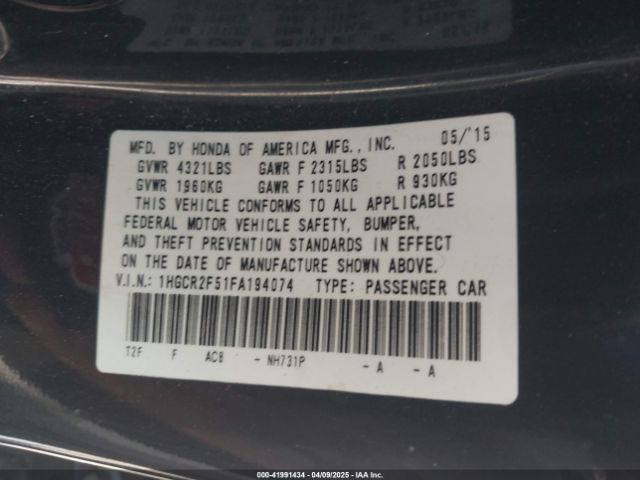 MFD. BY HONDA OF AMERICA MFG., INC. 05/'15
GVWR 4321LBS GAWR F 2315LBS R 2050LBS
GVWR 1960KG GAWR F 1050KG R 930KG
THIS VEHICLE CONFORMS TO ALL APPLICABLE
FEDERAL MOTOR VEHICLE SAFETY, BUMPER,
AND THEFT PREVENTION STANDARDS IN EFFECT
ON THE DATE OF MANUFACTURE SHOWN ABOVE.
V.I.N.: 1HGCR2F51FA194074 TYPE: PASSENGER CAR
T2F F AC8 - NH731P - A - A
000-41991434 - 04/09/2025 - IAA Inc.